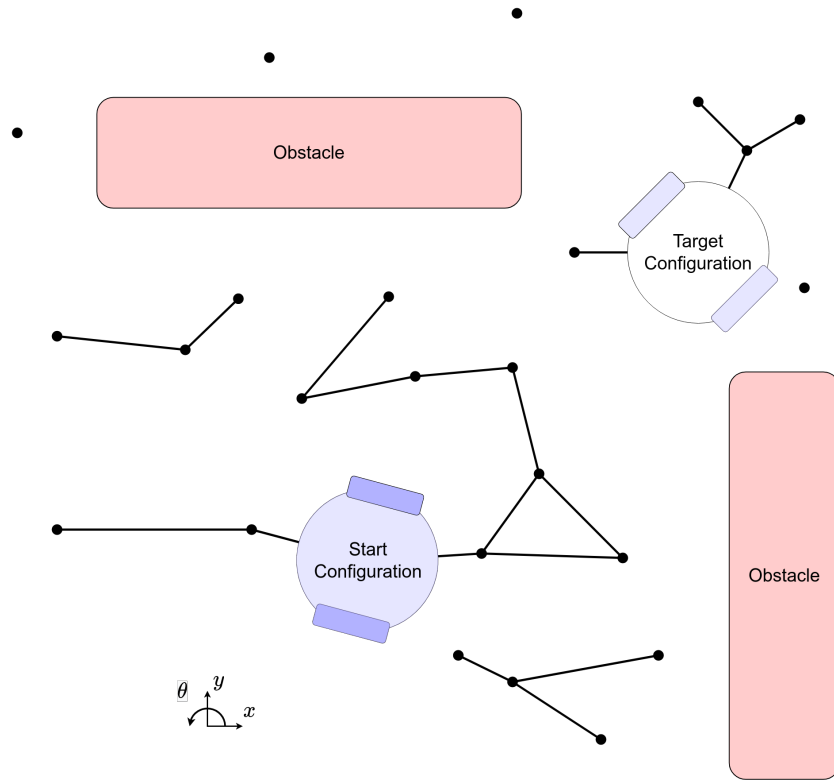 Obstacle
Target
Configuration
Start
Configuration
Obstacle
θ
y
x